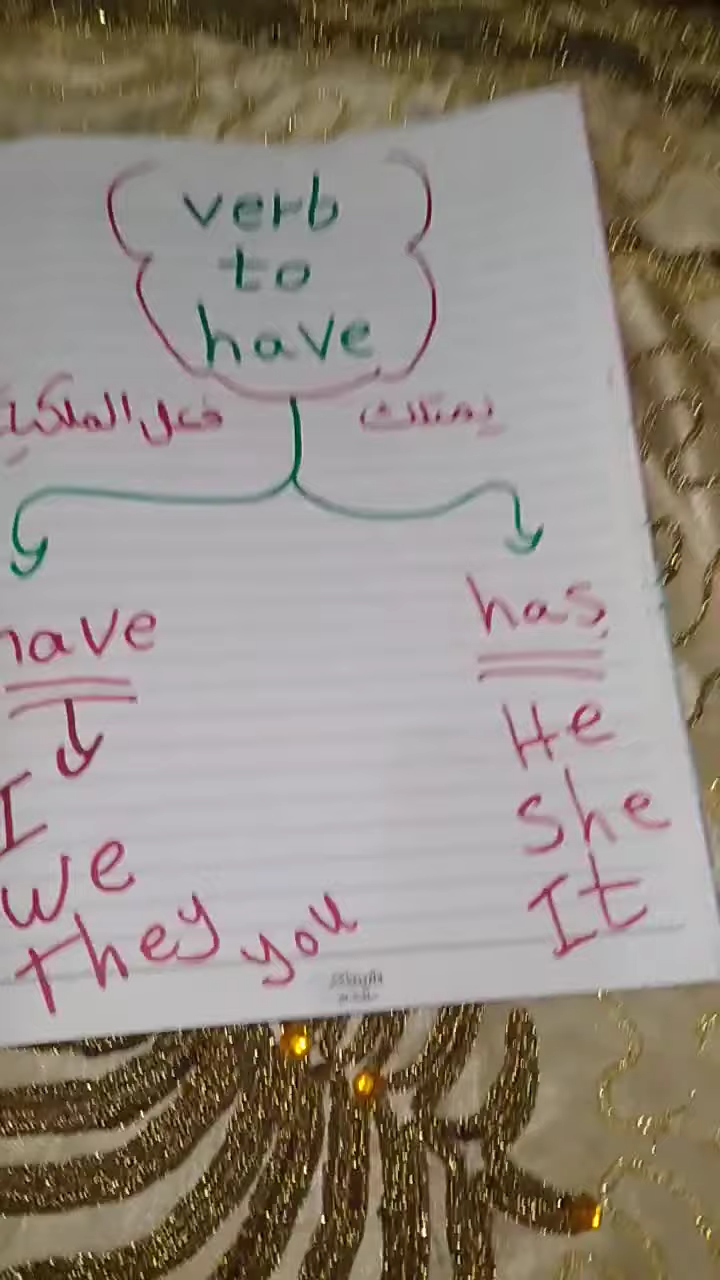 verb
to
have
يمتلك فعل الملكية
have has
I He
We She
They you It